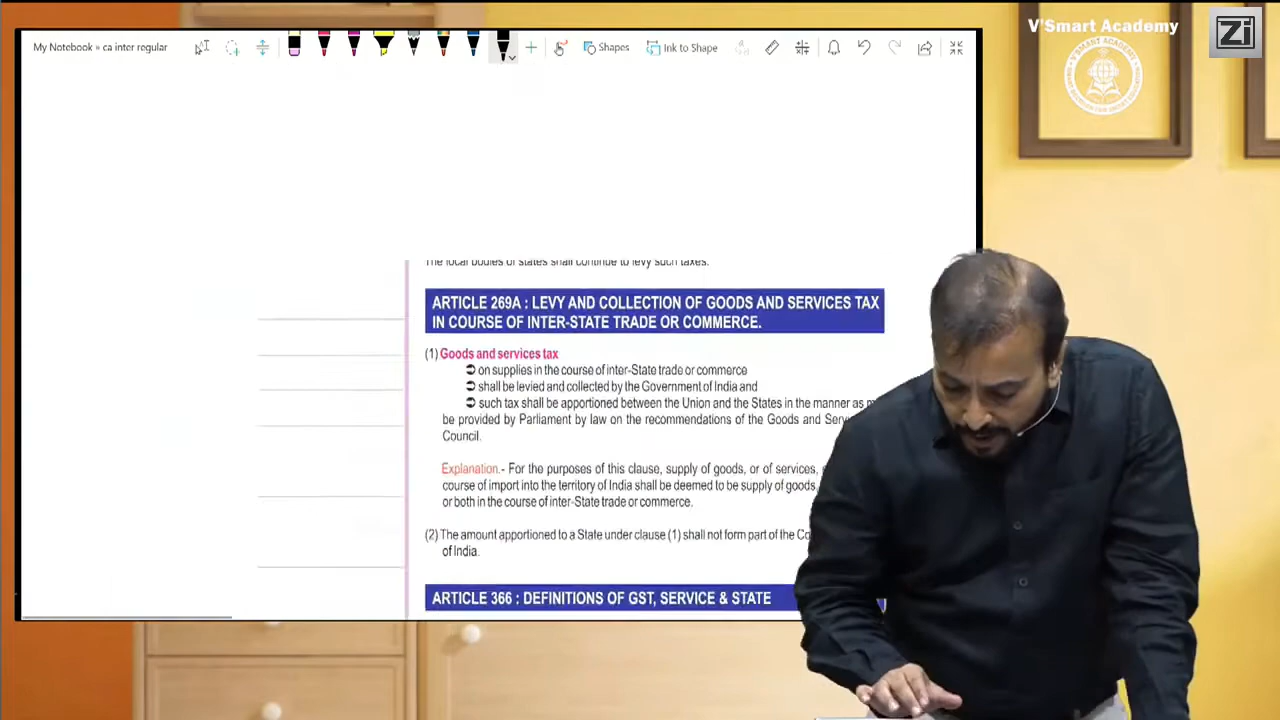 V'Smart Academy
Zi
My Notebook » ca inter regular
Shapes
Ink to Shape
The local bodies of states shall continue to levy such taxes.
ARTICLE 269A : LEVY AND COLLECTION OF GOODS AND SERVICES TAX
IN COURSE OF INTER-STATE TRADE OR COMMERCE.
(1) Goods and services tax
➲ on supplies in the course of inter-State trade or commerce
➲ shall be levied and collected by the Government of India and
➲ such tax shall be apportioned between the Union and the States in the manner as
be provided by Parliament by law on the recommendations of the Goods and
Council.
Explanation.- For the purposes of this clause, supply of goods, or of services,
course of import into the territory of India shall be deemed to be supply of goods
or both in the course of inter-State trade or commerce.
(2) The amount apportioned to a State under clause (1) shall not form part of the
of India.
ARTICLE 366 : DEFINITIONS OF GST, SERVICE & STATE